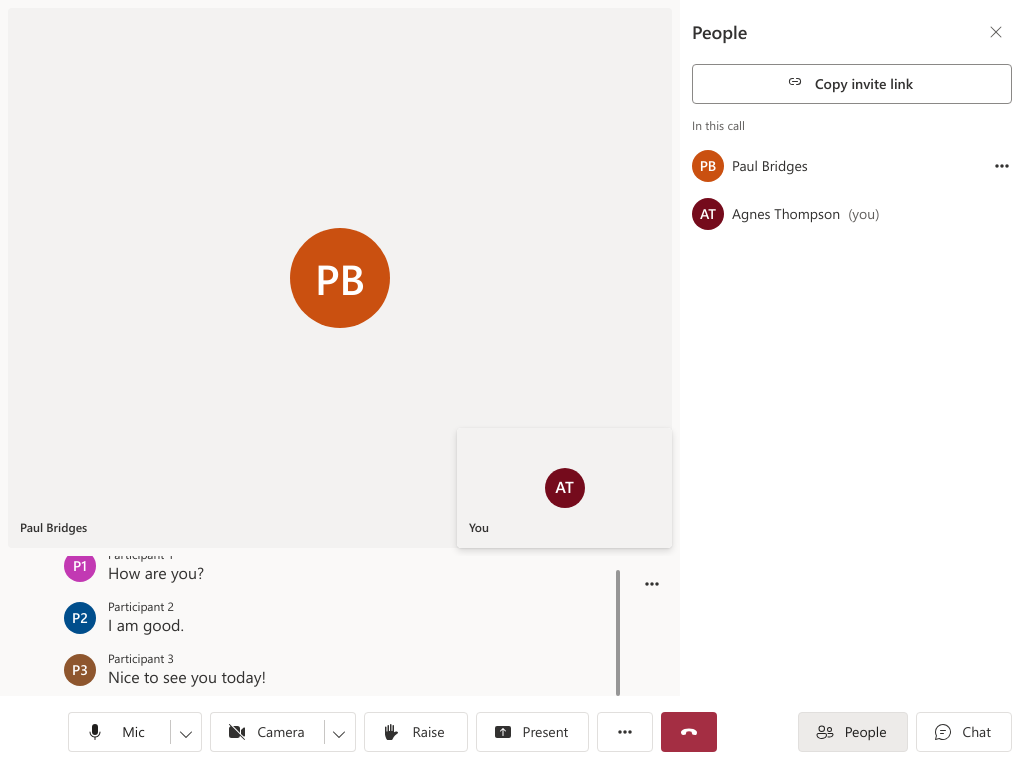 PB
Paul Bridges
AT
You
P1
How are you?
P2
Participant 2
I am good.
P3
Participant 3
Nice to see you today!
Mic
Camera
Raise
Present
People
Copy invite link
In this call
PB
Paul Bridges
AT
Agnes Thompson (you)
People
Chat